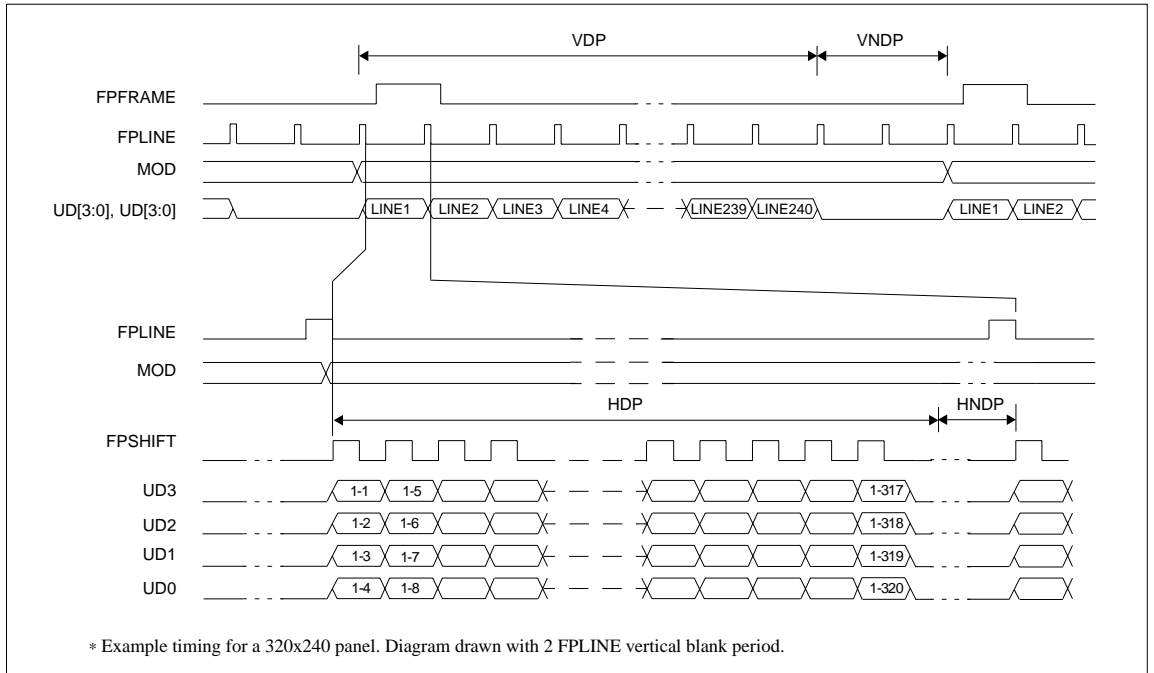 VDP VNDP
FPFRAME
FPLINE
MOD
UD[3:0], UD[3:0] LINE1 LINE2 LINE3 LINE4 LINE239 LINE240 LINE1 LINE2
FPLINE
MOD
HDP HNDP
FPSHIFT
UD3 1-1 1-5 1-317
UD2 1-2 1-6 1-318
UD1 1-3 1-7 1-319
UD0 1-4 1-8 1-320
* Example timing for a 320x240 panel. Diagram drawn with 2 FPLINE vertical blank period.